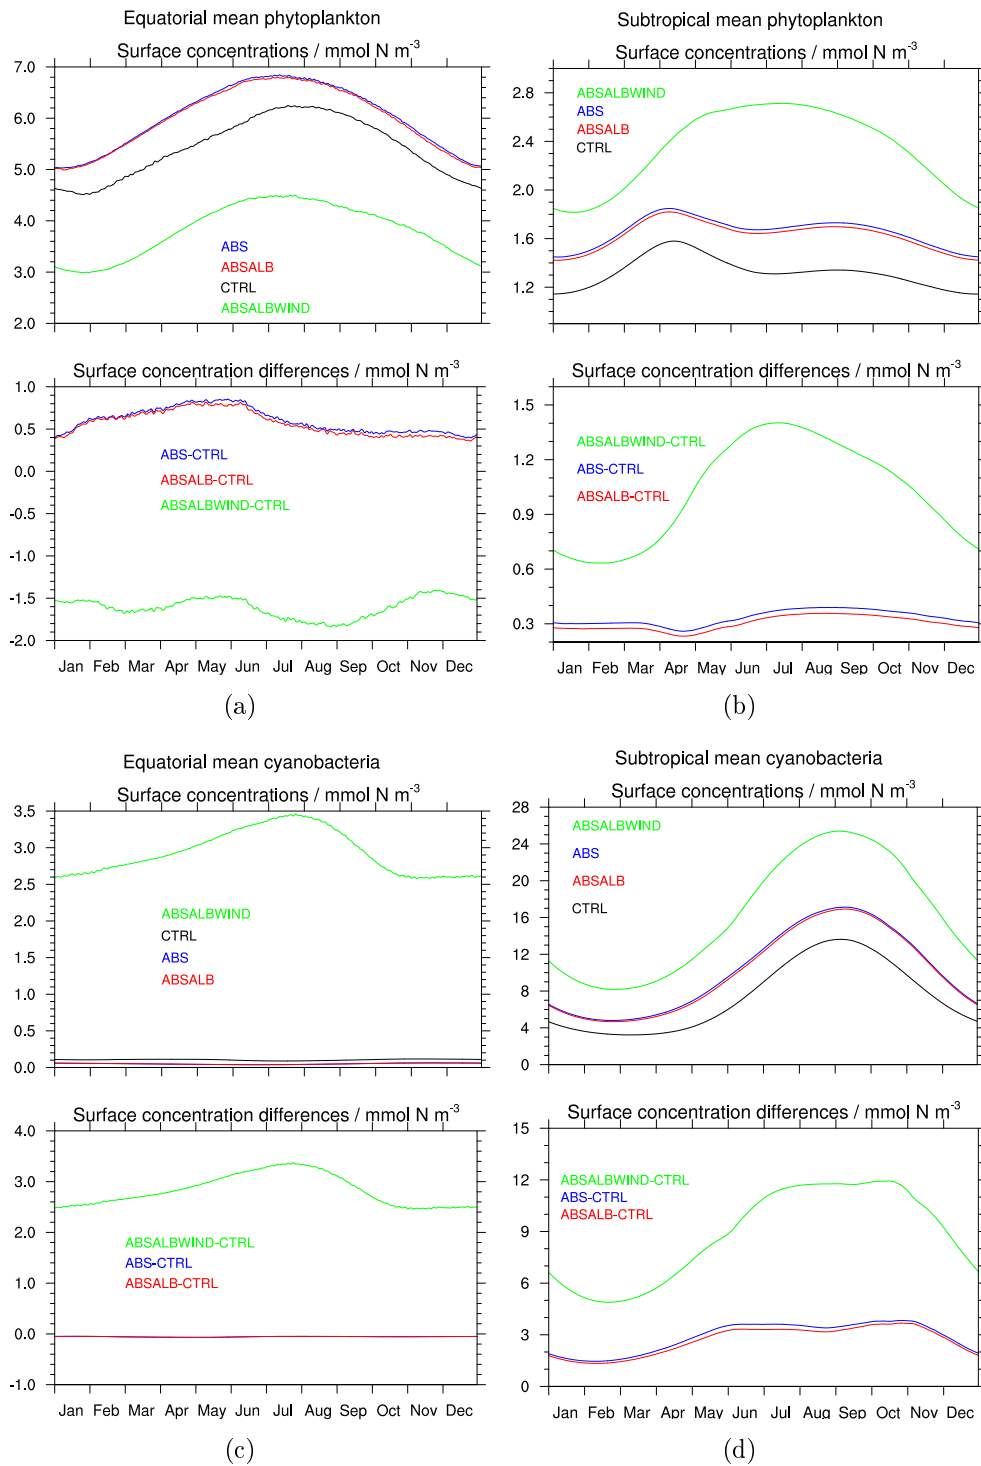 Equatorial mean phytoplankton
Surface concentrations / mmol N m-3
7.0
6.0
5.0
4.0
3.0
2.0
ABS
ABSALB
CTRL
ABSALBWIND
Surface concentration differences / mmol N m-3
1.0
0.5
0.0
-0.5
-1.0
-1.5
-2.0
ABS-CTRL
ABSALB-CTRL
ABSALBWIND-CTRL
Jan Feb Mar Apr May Jun Jul Aug Sep Oct Nov Dec
(a)
Subtropical mean phytoplankton
Surface concentrations / mmol N m-3
2.8
2.4
2.0
1.6
1.2
ABSALBWIND
ABS
ABSALB
CTRL
Surface concentration differences / mmol N m-3
1.5
1.2
0.9
0.6
0.3
ABSALBWIND-CTRL
ABS-CTRL
ABSALB-CTRL
Jan Feb Mar Apr May Jun Jul Aug Sep Oct Nov Dec
(b)
Equatorial mean cyanobacteria
Surface concentrations / mmol N m-3
3.5
3.0
2.5
2.0
1.5
1.0
0.5
0.0
ABSALBWIND
CTRL
ABS
ABSALB
Surface concentration differences / mmol N m-3
4.0
3.0
2.0
1.0
0.0
-1.0
ABSALBWIND-CTRL
ABS-CTRL
ABSALB-CTRL
Jan Feb Mar Apr May Jun Jul Aug Sep Oct Nov Dec
(c)
Subtropical mean cyanobacteria
Surface concentrations / mmol N m-3
28
24
20
16
12
8
4
0
ABSALBWIND
ABS
ABSALB
CTRL
Surface concentration differences / mmol N m-3
15
12
9
6
3
0
ABSALBWIND-CTRL
ABS-CTRL
ABSALB-CTRL
Jan Feb Mar Apr May Jun Jul Aug Sep Oct Nov Dec
(d)